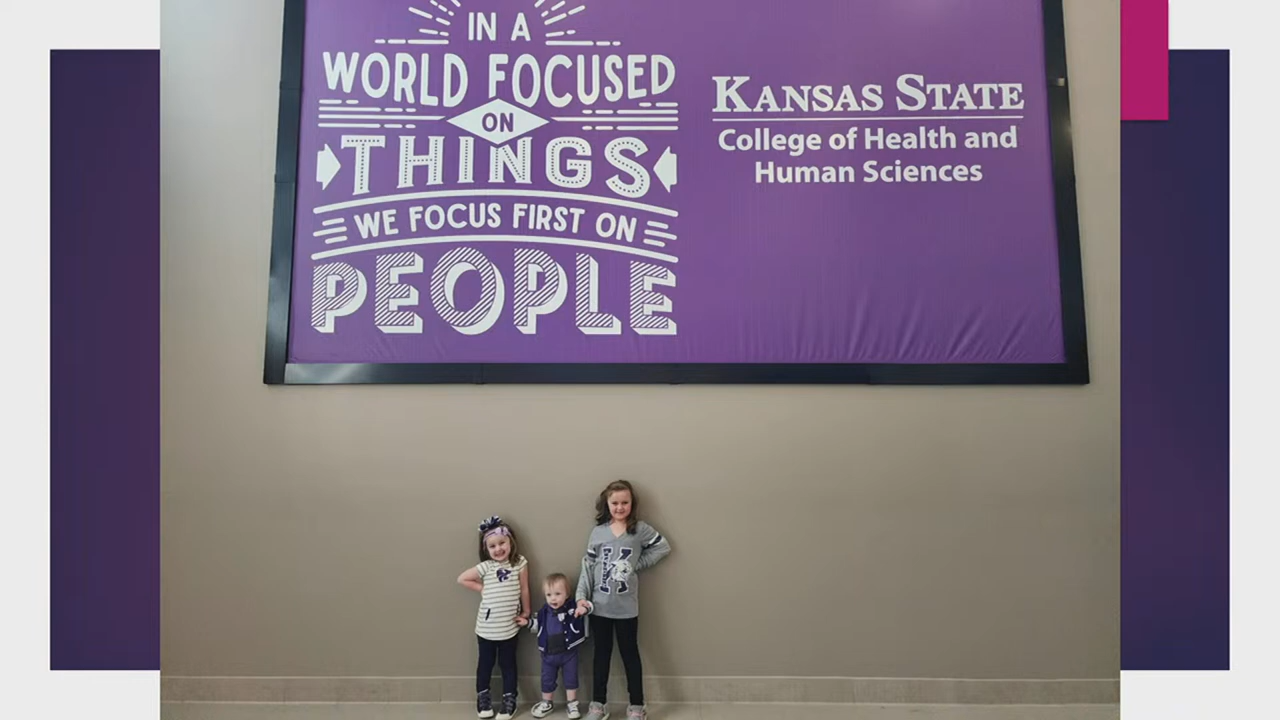 IN A
WORLD FOCUSED
ON
THINGS
WE FOCUS FIRST ON
PEOPLE
KANSAS STATE
College of Health and
Human Sciences
K